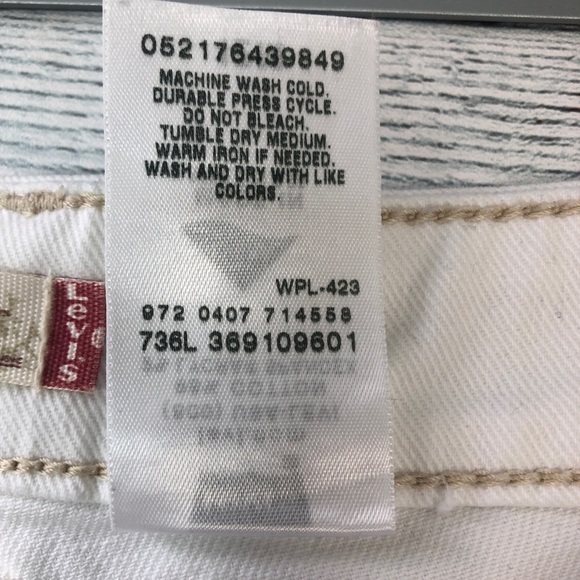 052176439849
MACHINE WASH COLD.
DURABLE PRESS CYCLE.
DO NOT BLEACH.
TUMBLE DRY MEDIUM.
WARM IRON IF NEEDED.
WASH AND DRY WITH LIKE
COLORS.
WPL-423
972 0407 714558
736L 369109601
Levi's